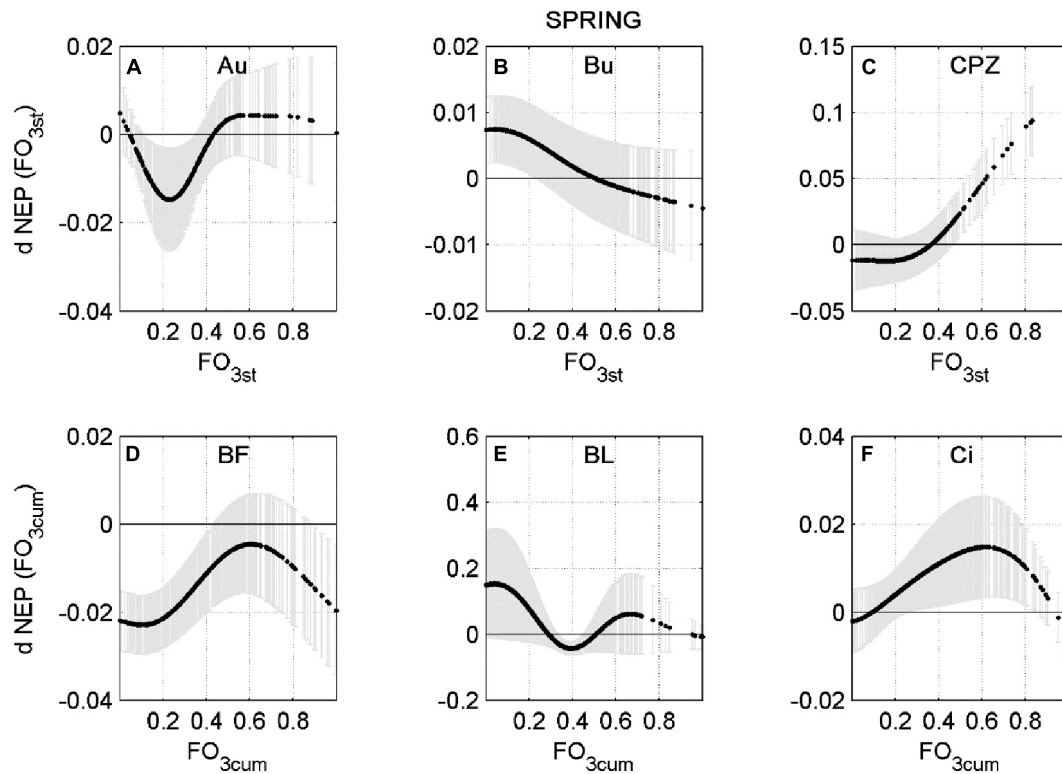 SPRING
A Au
0.02
0
-0.02
-0.04
0.2 0.4 0.6 0.8
d NEP (FO3st)
FO3st
B Bu
0.02
0.01
0
-0.01
0.02
0.2 0.4 0.6 0.8
FO3st
C CPZ
0.15
0.1
0.05
0
-0.05
0.2 0.4 0.6 0.8
FO3st
D BF
0.02
0
-0.02
-0.04
0.2 0.4 0.6 0.8
d NEP (FO3cum)
FO3cum
E BL
0.6
0.4
0.2
0
-0.2
0.2 0.4 0.6 0.8
FO3cum
F Ci
0.04
0.02
0
-0.02
0.2 0.4 0.6 0.8
FO3cum